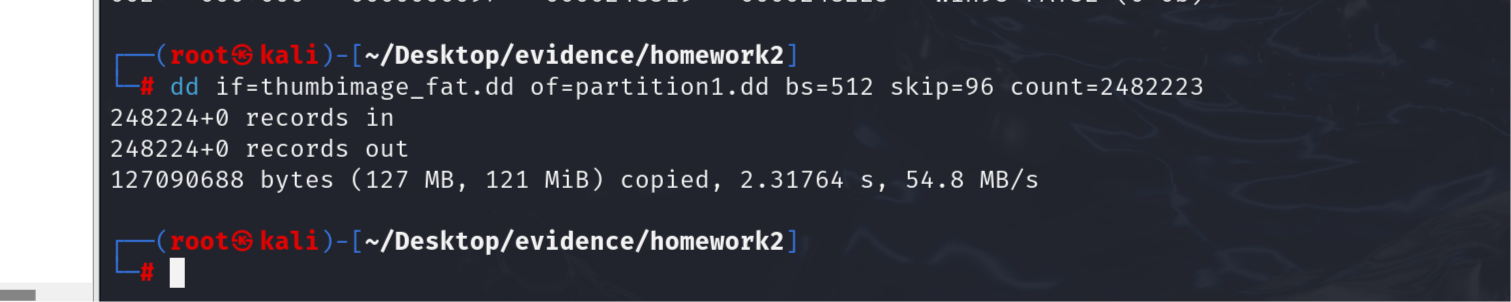 ┌──(root㉿kali)-[~/Desktop/evidence/homework2]
└─# dd if=thumbimage_fat.dd of=partition1.dd bs=512 skip=96 count=2482223
248224+0 records in
248224+0 records out
127090688 bytes (127 MB, 121 MiB) copied, 2.31764 s, 54.8 MB/s
┌──(root㉿kali)-[~/Desktop/evidence/homework2]
└─#